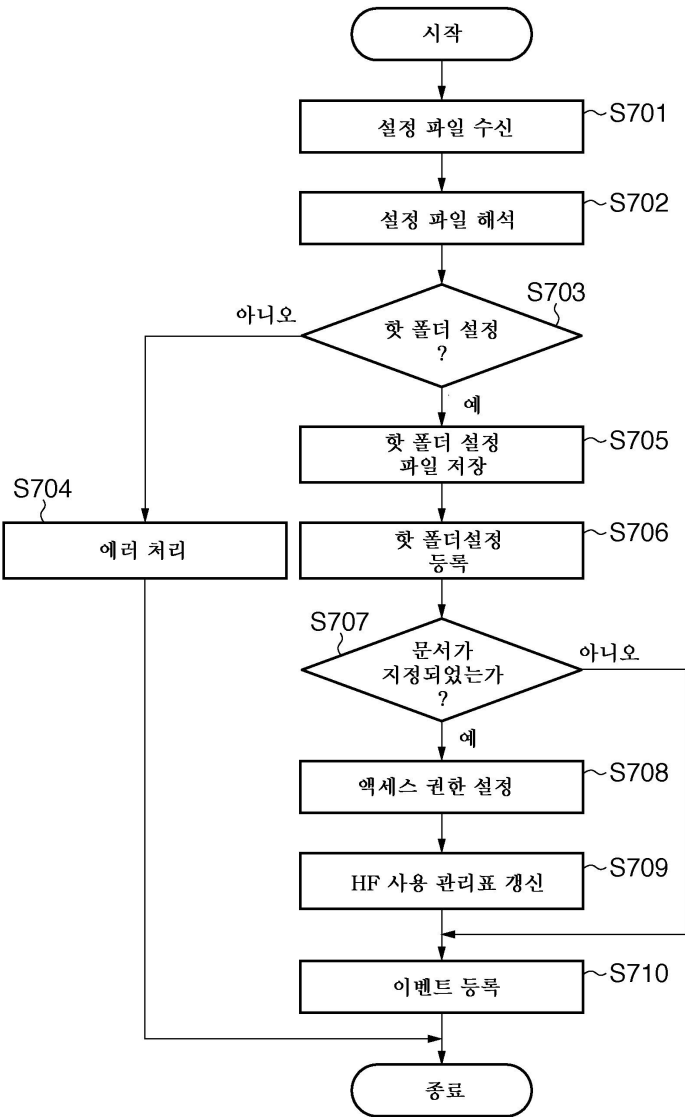 시작
설정 파일 수신
S701
설정 파일 해석
S702
S703
아니오
핫 폴더 설정
?
예
핫 폴더 설정
파일 저장
S705
S704
에러 처리
핫 폴더설정
등록
S706
S707
문서가
지정되었는가
?
아니오
예
액세스 권한 설정
S708
HF 사용 관리표 갱신
S709
이벤트 등록
S710
종료